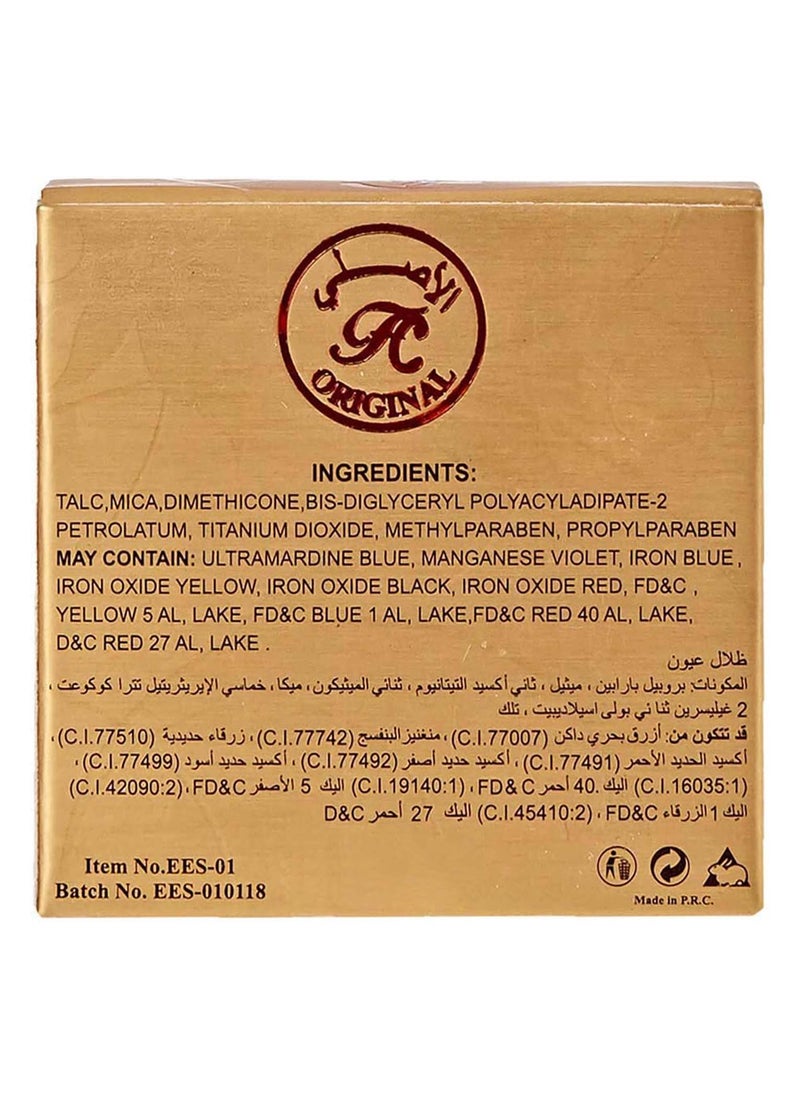 الأصلي
FC
ORIGINAL
INGREDIENTS:
TALC,MICA,DIMETHICONE,BIS-DIGLYCERYL POLYACYLADIPATE-2
PETROLATUM, TITANIUM DIOXIDE, METHYLPARABEN, PROPYLPARABEN
MAY CONTAIN: ULTRAMARDINE BLUE, MANGANESE VIOLET, IRON BLUE ,
IRON OXIDE YELLOW, IRON OXIDE BLACK, IRON OXIDE RED, FD&C ,
YELLOW 5 AL, LAKE, FD&C BLUE 1 AL, LAKE,FD&C RED 40 AL, LAKE,
D&C RED 27 AL, LAKE .
ظلال عيون
المكونات: بروبيل بارابين ، ميثيل ، ثاني أكسيد التيتانيوم ، ثنائي الميثيكون ، ميكا ، خماسي الإيريثريتيل تترا كوكوعت ،
2 غيليسرين ثنا ئي بولى اسيلاديبيت ، تلك
قد تتكون من: أزرق بحري داكن (C.I.77007)، منغنيز البنفسج (C.I.77742)، زرقاء حديدية (C.I.77510)،
أكسيد الحديد الأحمر (C.I.77491) ، أكسيد حديد أصفر (C.I.77492) ، أكسيد حديد أسود (C.I.77499) ،
(C.I.16035:1) اليك .40 أحمر FD&C ، (C.I.19140:1) اليك 5 الأصفر FD&C ، (C.I.42090:2)
اليك 1 الزرقاء FD&C ، (C.I.45410:2) اليك 27 أحمر D&C
Item No.EES-01
Batch No. EES-010118
Made in P.R.C.